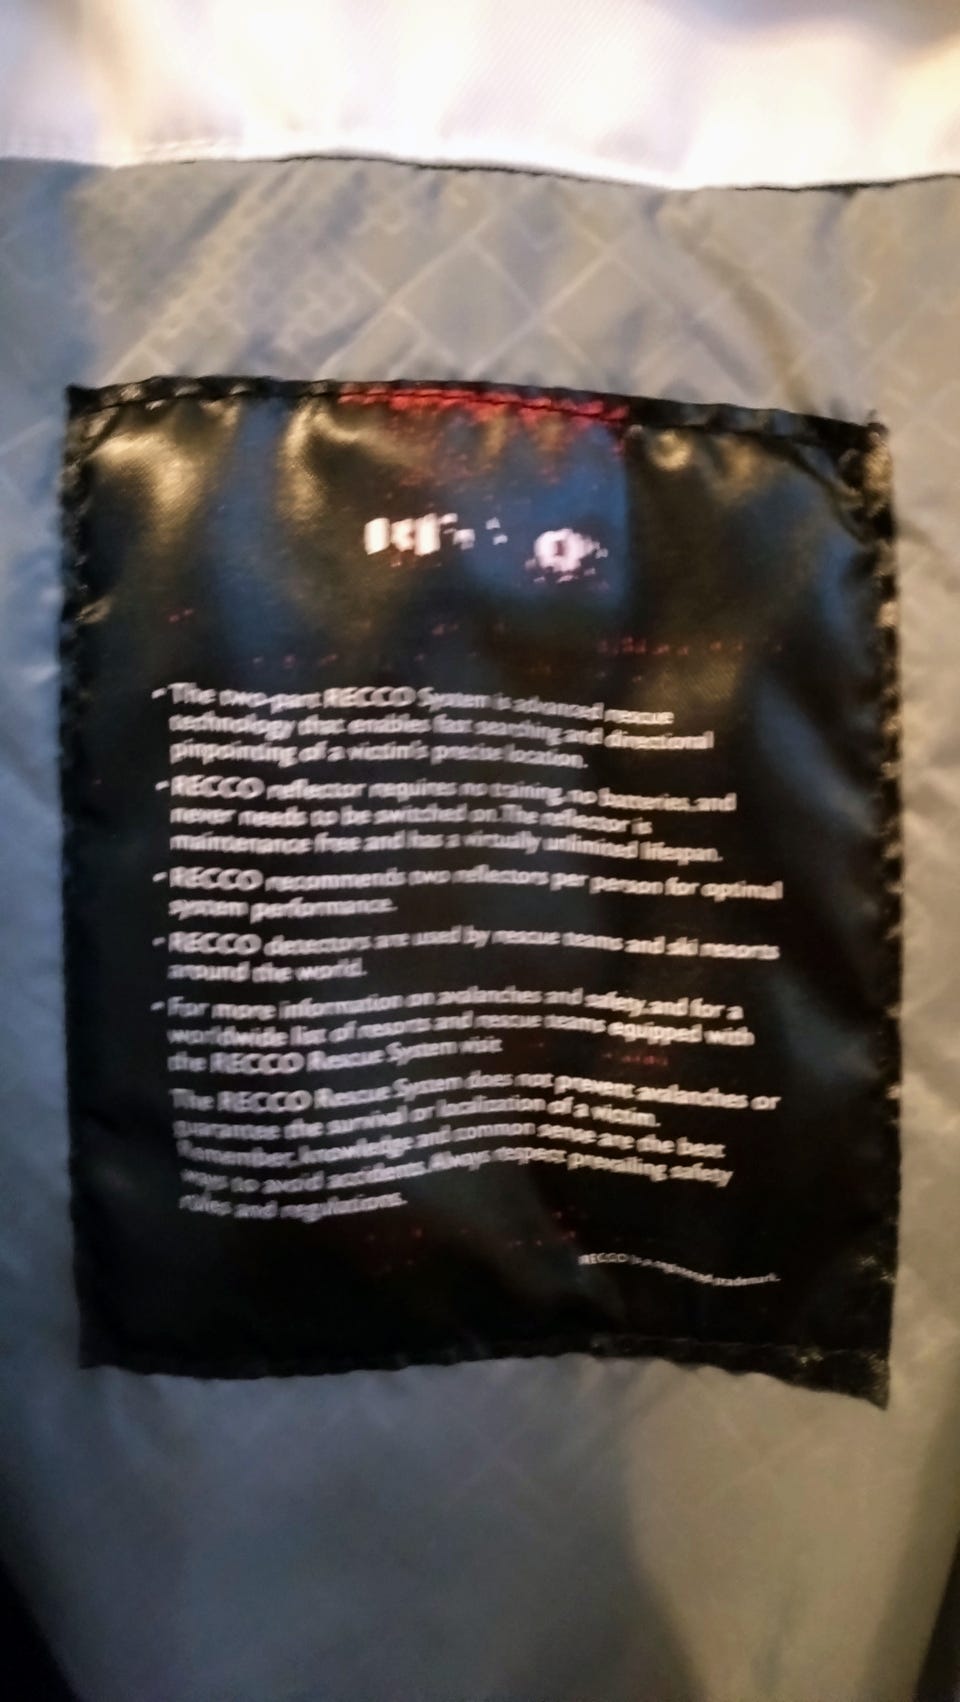 - The two-part RECCO System is advanced rescue
technology that enables fast searching and directional
pinpointing of a victim's precise location.
- RECCO reflector requires no training, no batteries, and
never needs to be switched on. The reflector is
maintenance free and has a virtually unlimited lifespan.
- RECCO recommends two reflectors per person for optimal
system performance.
- RECCO detectors are used by rescue teams and ski resorts
around the world.
- For more information on avalanches and safety, and for a
worldwide list of resorts and rescue teams equipped with
the RECCO Rescue System visit
The RECCO Rescue System does not prevent avalanches or
guarantee the survival or localization of a victim.
Remember, knowledge and common sense are the best
ways to avoid accidents. Always respect prevailing safety
rules and regulations.
RECCO is a registered trademark.